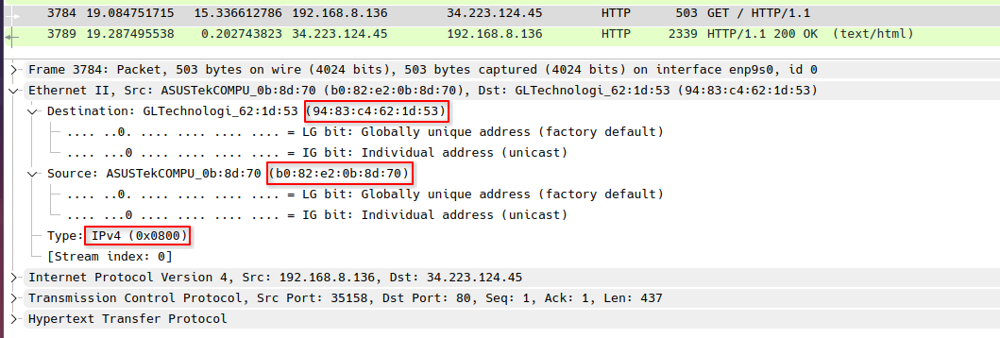 3784 19.084751715 15.336612786 192.168.8.136 34.223.124.45 HTTP 503 GET / HTTP/1.1
3789 19.287495538 0.202743823 34.223.124.45 192.168.8.136 HTTP 2339 HTTP/1.1 200 OK (text/html)
Frame 3784: Packet, 503 bytes on wire (4024 bits), 503 bytes captured (4024 bits) on interface enp9s0, id 0
Ethernet II, Src: ASUSTekCOMPU_0b:8d:70 (b0:82:e2:0b:8d:70), Dst: GLTechnologi_62:1d:53 (94:83:c4:62:1d:53)
Destination: GLTechnologi_62:1d:53 (94:83:c4:62:1d:53)
.... ..0. .... .... .... .... = LG bit: Globally unique address (factory default)
.... ...0 .... .... .... .... = IG bit: Individual address (unicast)
Source: ASUSTekCOMPU_0b:8d:70 (b0:82:e2:0b:8d:70)
.... ..0. .... .... .... .... = LG bit: Globally unique address (factory default)
.... ...0 .... .... .... .... = IG bit: Individual address (unicast)
Type: IPv4 (0x0800)
[Stream index: 0]
Internet Protocol Version 4, Src: 192.168.8.136, Dst: 34.223.124.45
Transmission Control Protocol, Src Port: 35158, Dst Port: 80, Seq: 1, Ack: 1, Len: 437
Hypertext Transfer Protocol